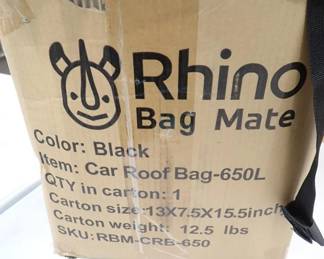 Rhino
Bag Mate
Color: Black
Item: Car Roof Bag-650L
QTY in carton: 1
Carton size:13X7.5X15.5inch
Carton weight: 12.5 lbs
SKU:RBM-CRB-650